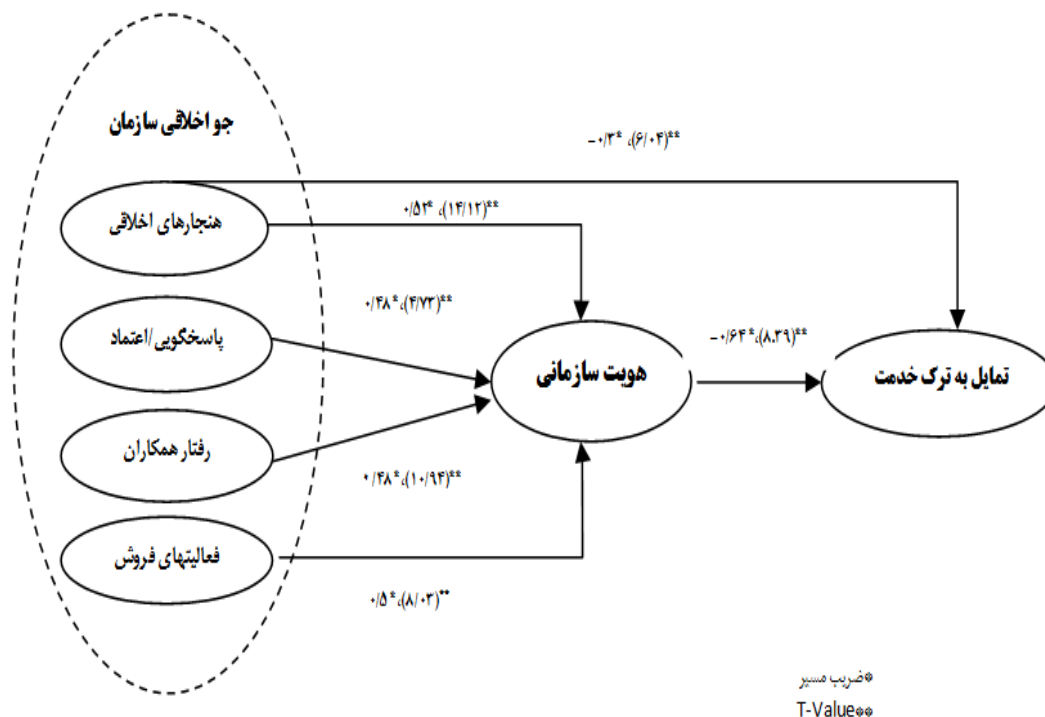 جو اخلاقی سازمان
-۰/۳*،(۶/۰۴)**
هنجارهای اخلاقی
۰/۵۲*،(۱۴/۱۲)**
پاسخگویی/اعتماد
۰/۴۸*،(۴/۷۳)**
هویت سازمانی
-۰/۶۴*،(۸.۳۹)**
تمایل به ترک خدمت
رفتار همکاران
۰/۴۸*،(۱۰/۹۴)**
فعالیتهای فروش
۰/۵*،(۸/۰۳)**
*ضریب مسیر
T-Value**